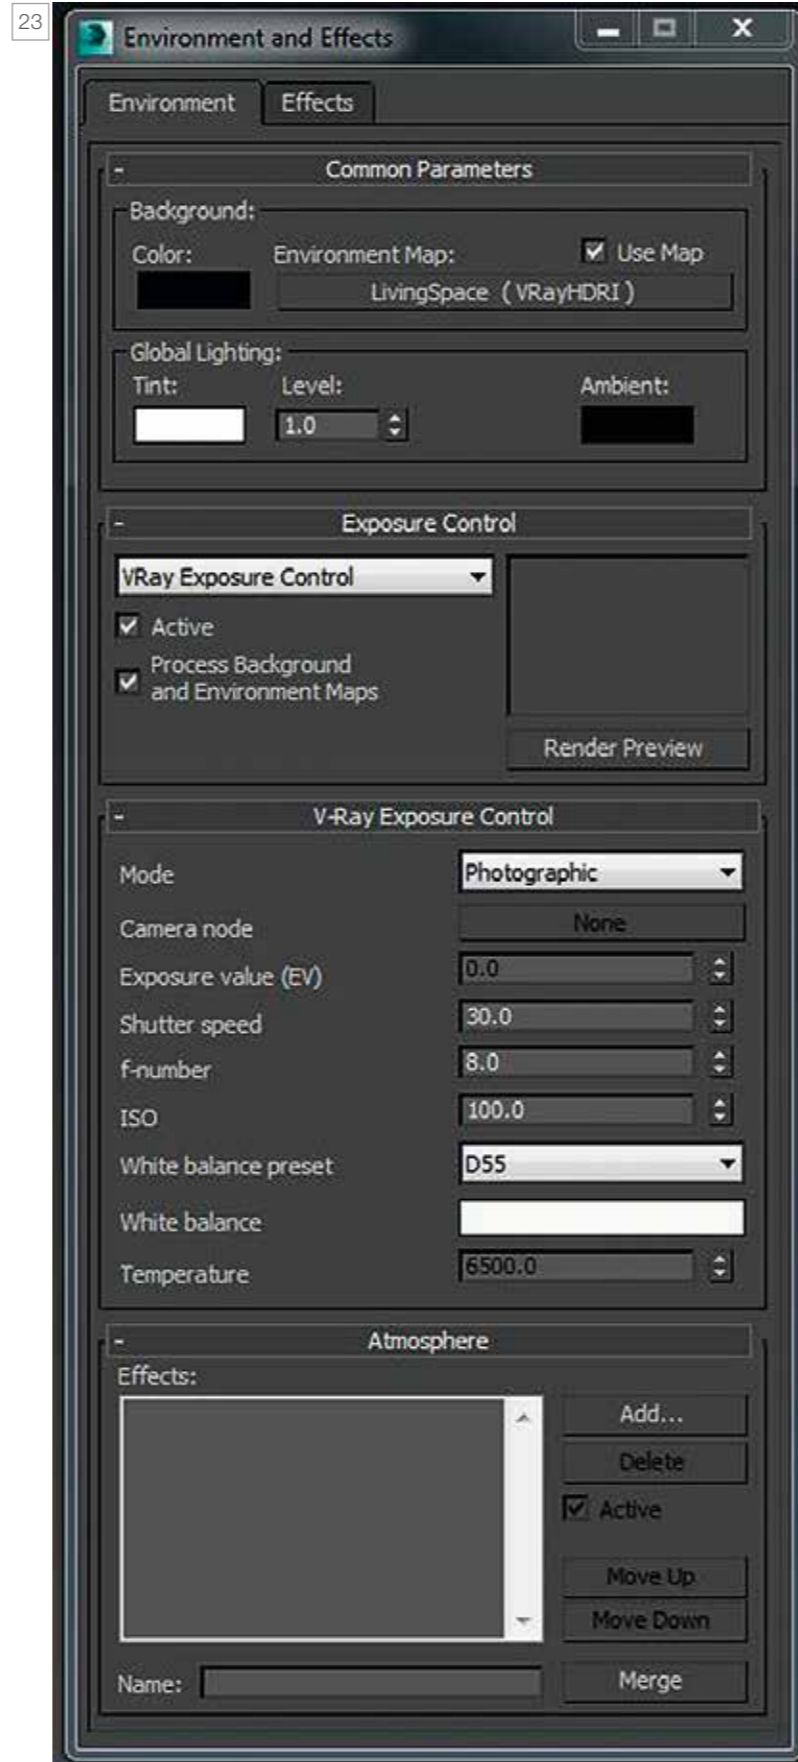 23
Environment and Effects
Environment Effects
- Common Parameters
Background:
Color: Environment Map: Use Map
LivingSpace ( VRayHDRI )
Global Lighting:
Tint: Level: Ambient:
1.0
- Exposure Control
VRay Exposure Control
Active
Process Background
and Environment Maps
Render Preview
- V-Ray Exposure Control
Mode Photographic
Camera node None
Exposure value (EV) 0.0
Shutter speed 30.0
f-number 8.0
ISO 100.0
White balance preset D55
White balance
Temperature 6500.0
- Atmosphere
Effects:
Add...
Delete
Active
Move Up
Move Down
Name: Merge